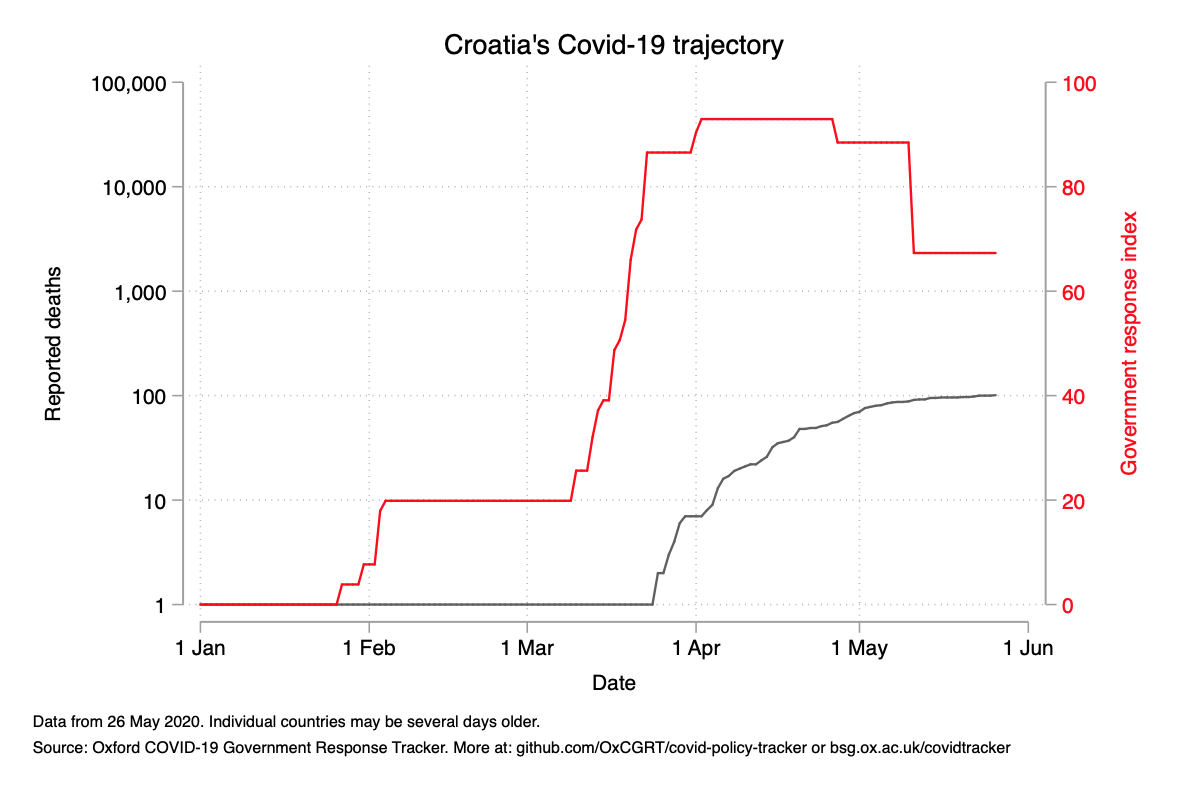 Croatia's Covid-19 trajectory
100,000
10,000
1,000
100
10
1
Reported deaths
100
80
60
40
20
0
Government response index
1 Jan
1 Feb
1 Mar
1 Apr
1 May
1 Jun
Date
Data from 26 May 2020. Individual countries may be several days older.
Source: Oxford COVID-19 Government Response Tracker. More at: github.com/OxCGRT/covid-policy-tracker or bsg.ox.ac.uk/covidtracker